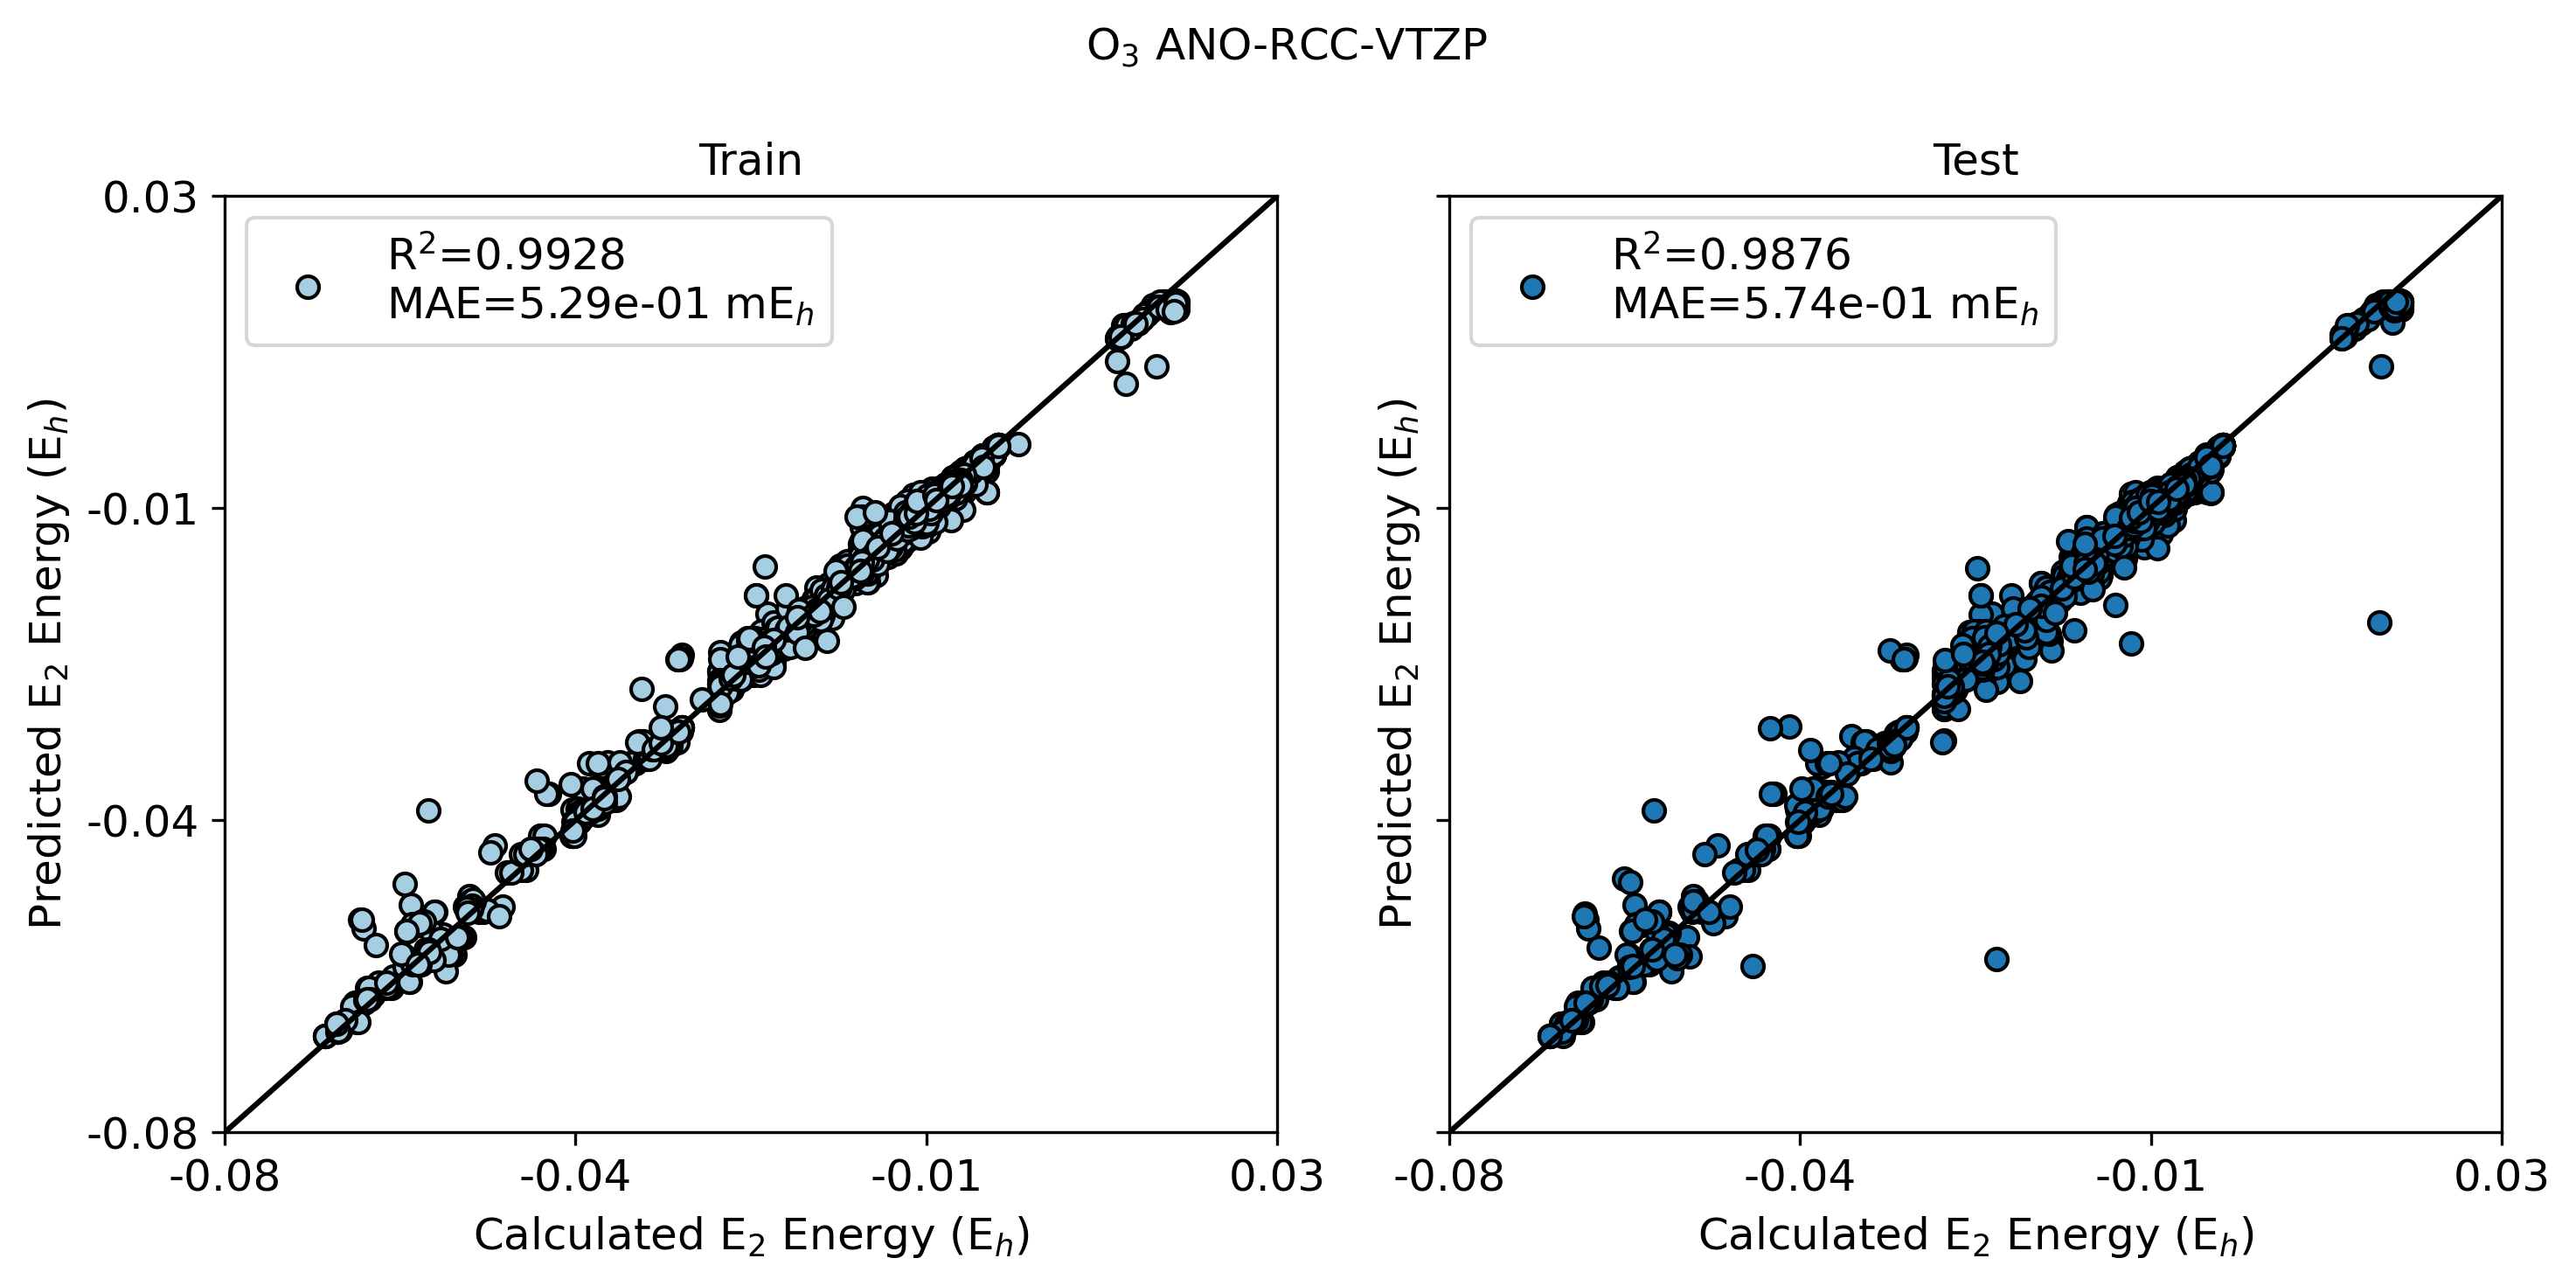 O₃ ANO-RCC-VTZP
Train
R²=0.9928
MAE=5.29e-01 mEₕ
0.03
-0.01
-0.04
-0.08
Predicted E₂ Energy (Eₕ)
-0.08 -0.04 -0.01 0.03
Calculated E₂ Energy (Eₕ)
Test
R²=0.9876
MAE=5.74e-01 mEₕ
Predicted E₂ Energy (Eₕ)
-0.08 -0.04 -0.01 0.03
Calculated E₂ Energy (Eₕ)